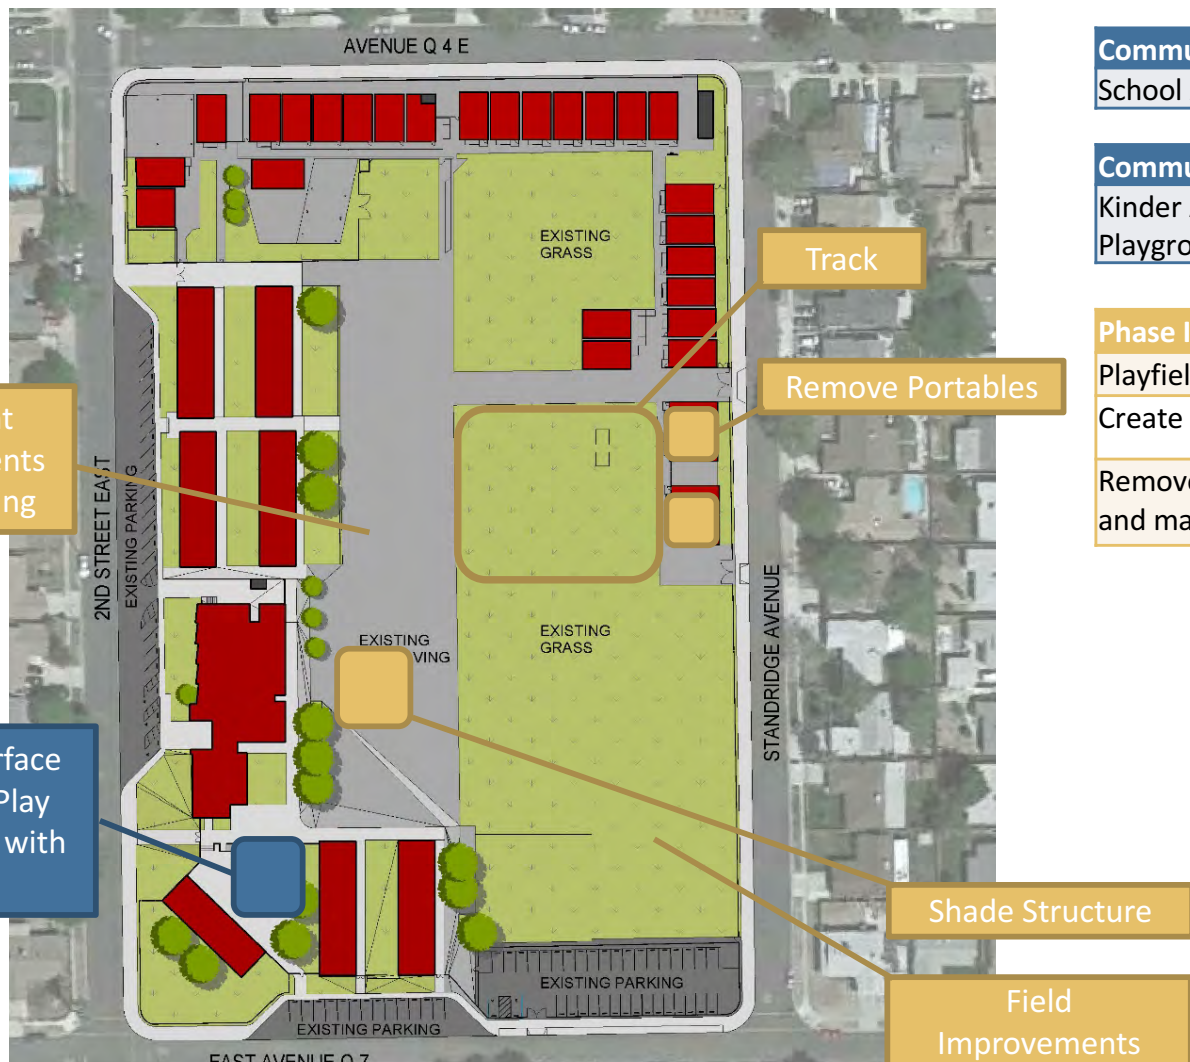 AVENUE Q 4 E
Commu
School
Commu
Kinder
Playgro
EXISTING
GRASS
Track
Phase I
Playfiel
Create
Remove
and ma
Remove Portables
ents
ng
2ND STREET EAST
EXISTING PARKING
STANDRIDGE AVENUE
EXISTING
VING
EXISTING
GRASS
rface
Play
with
Shade Structure
EXISTING PARKING
Field
Improvements
EXISTING PARKING
EAST AVENUE Q 7